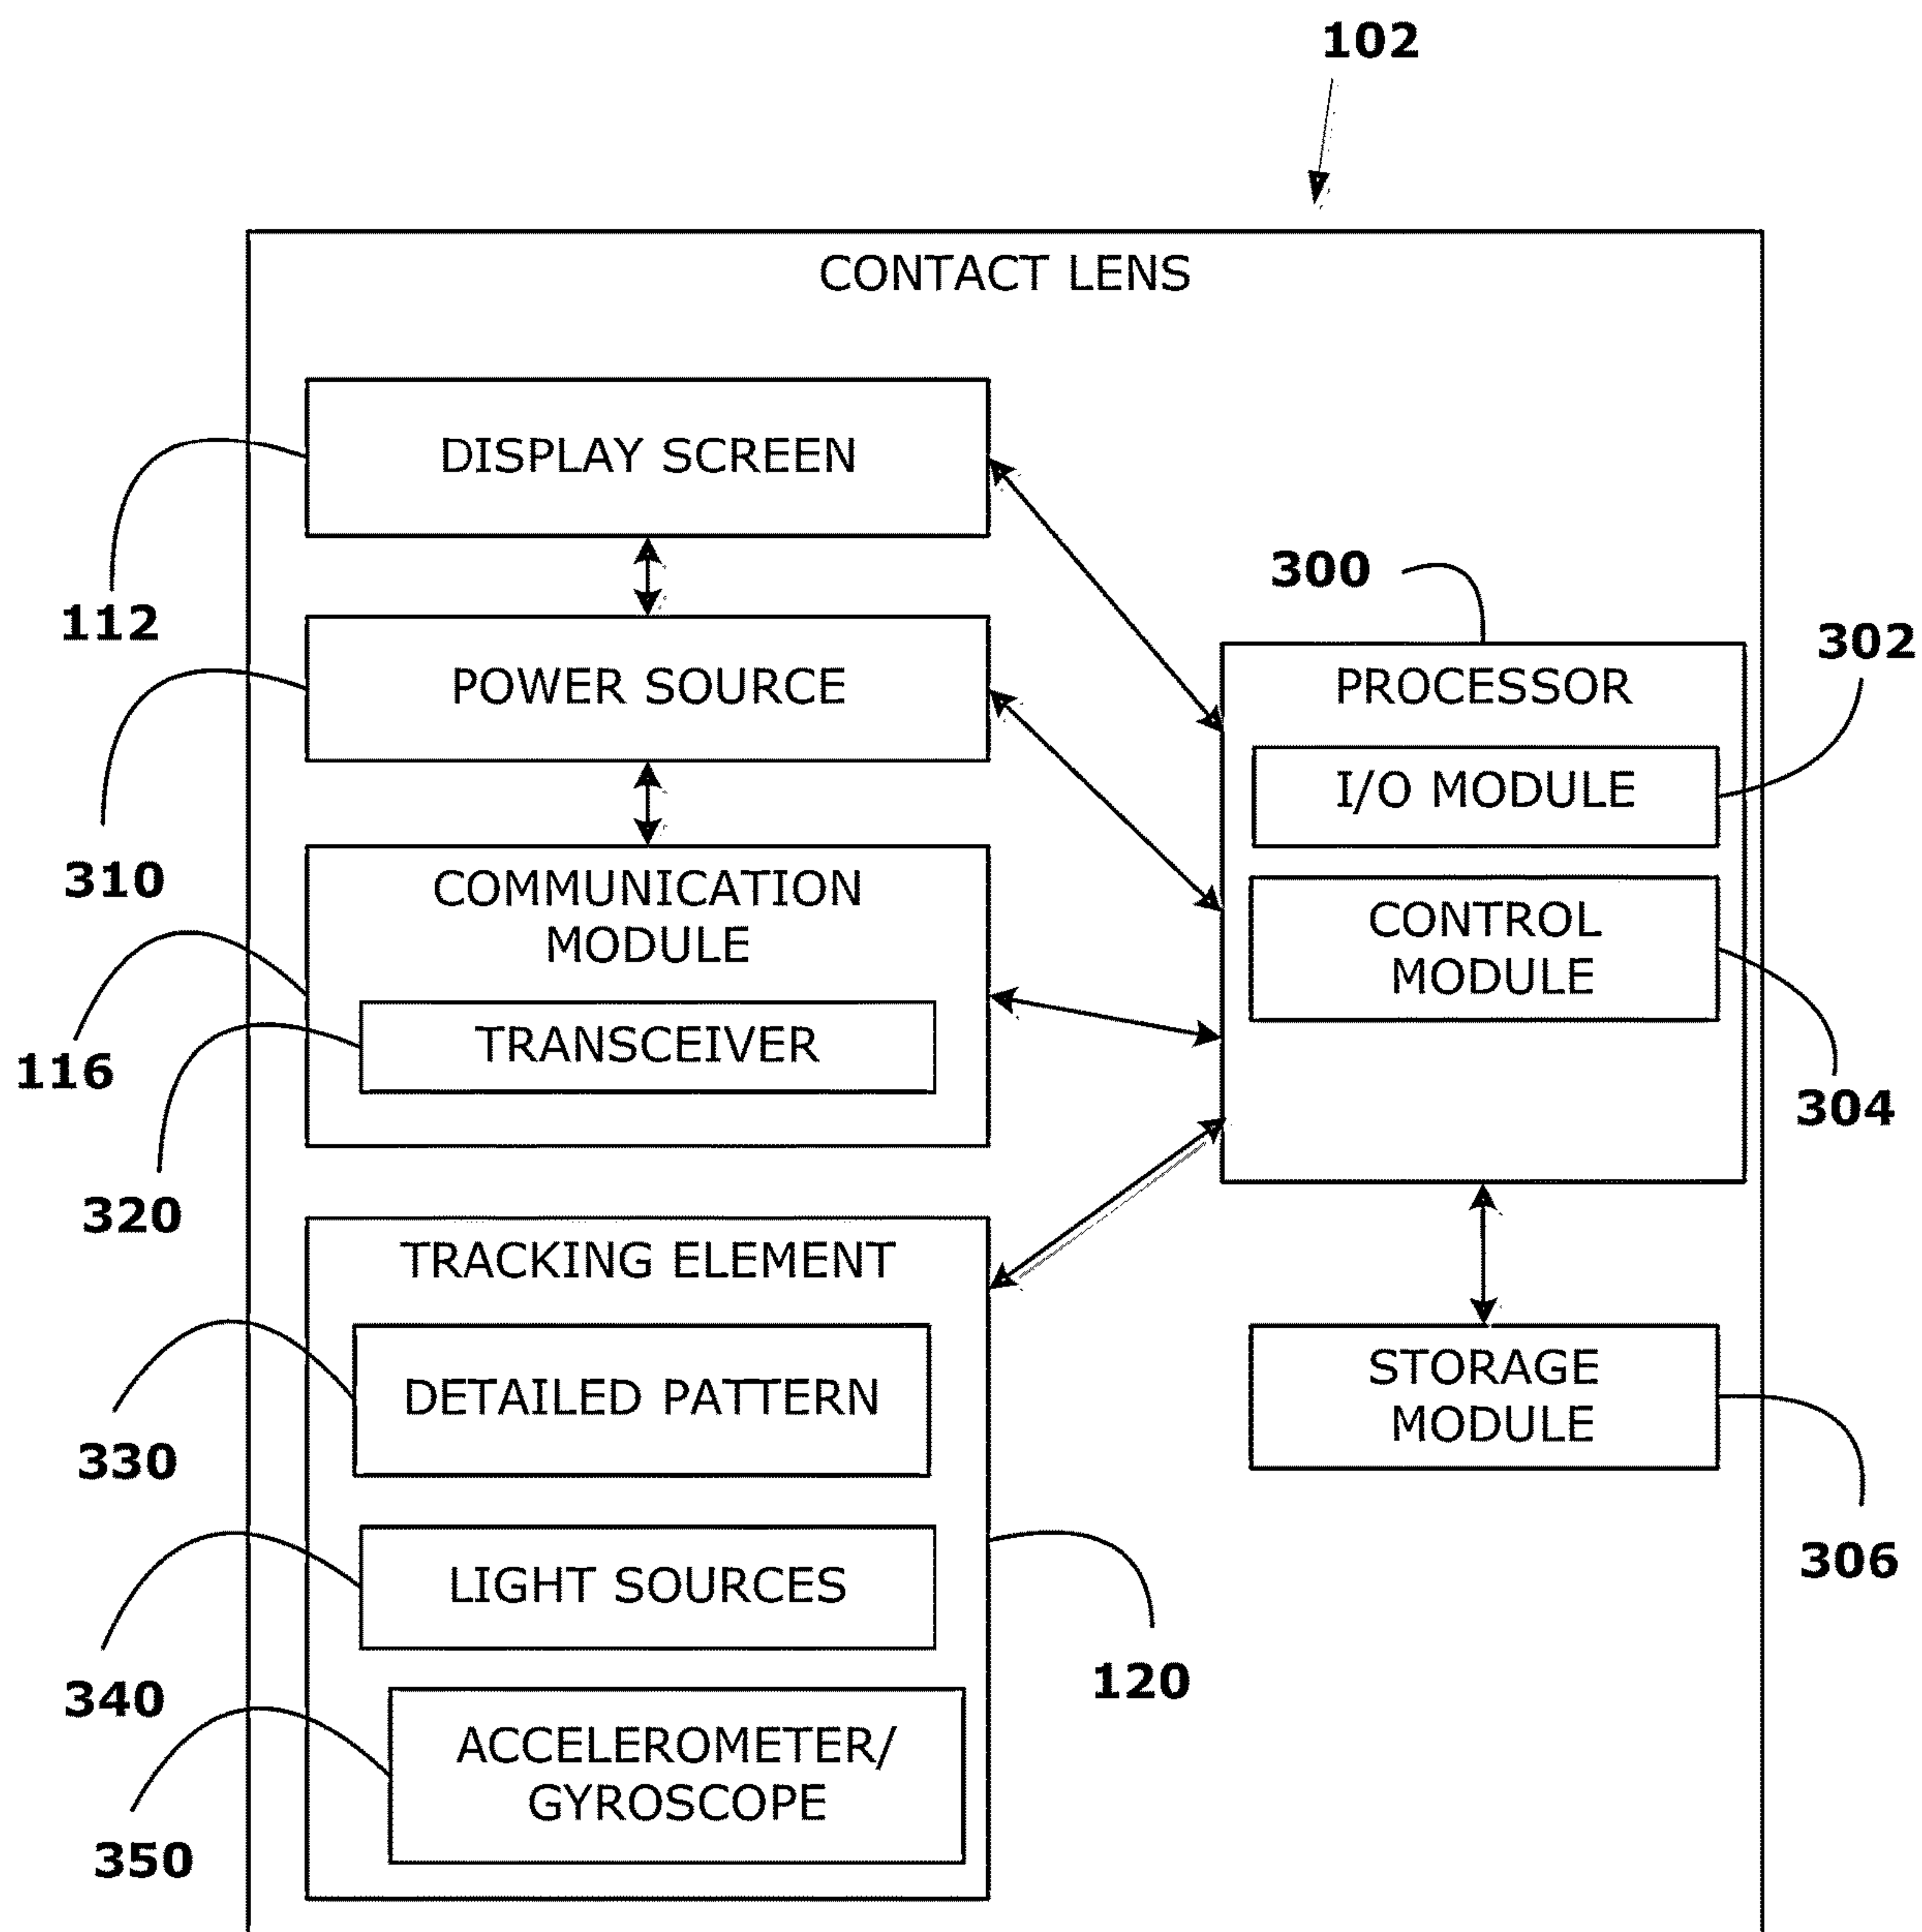 102
CONTACT LENS
DISPLAY SCREEN
112
300
POWER SOURCE
310
PROCESSOR
302
I/O MODULE
COMMUNICATION
MODULE
116
CONTROL
MODULE
304
TRANSCEIVER
320
TRACKING ELEMENT
DETAILED PATTERN
330
STORAGE
MODULE
306
LIGHT SOURCES
340
120
ACCELEROMETER/
GYROSCOPE
350